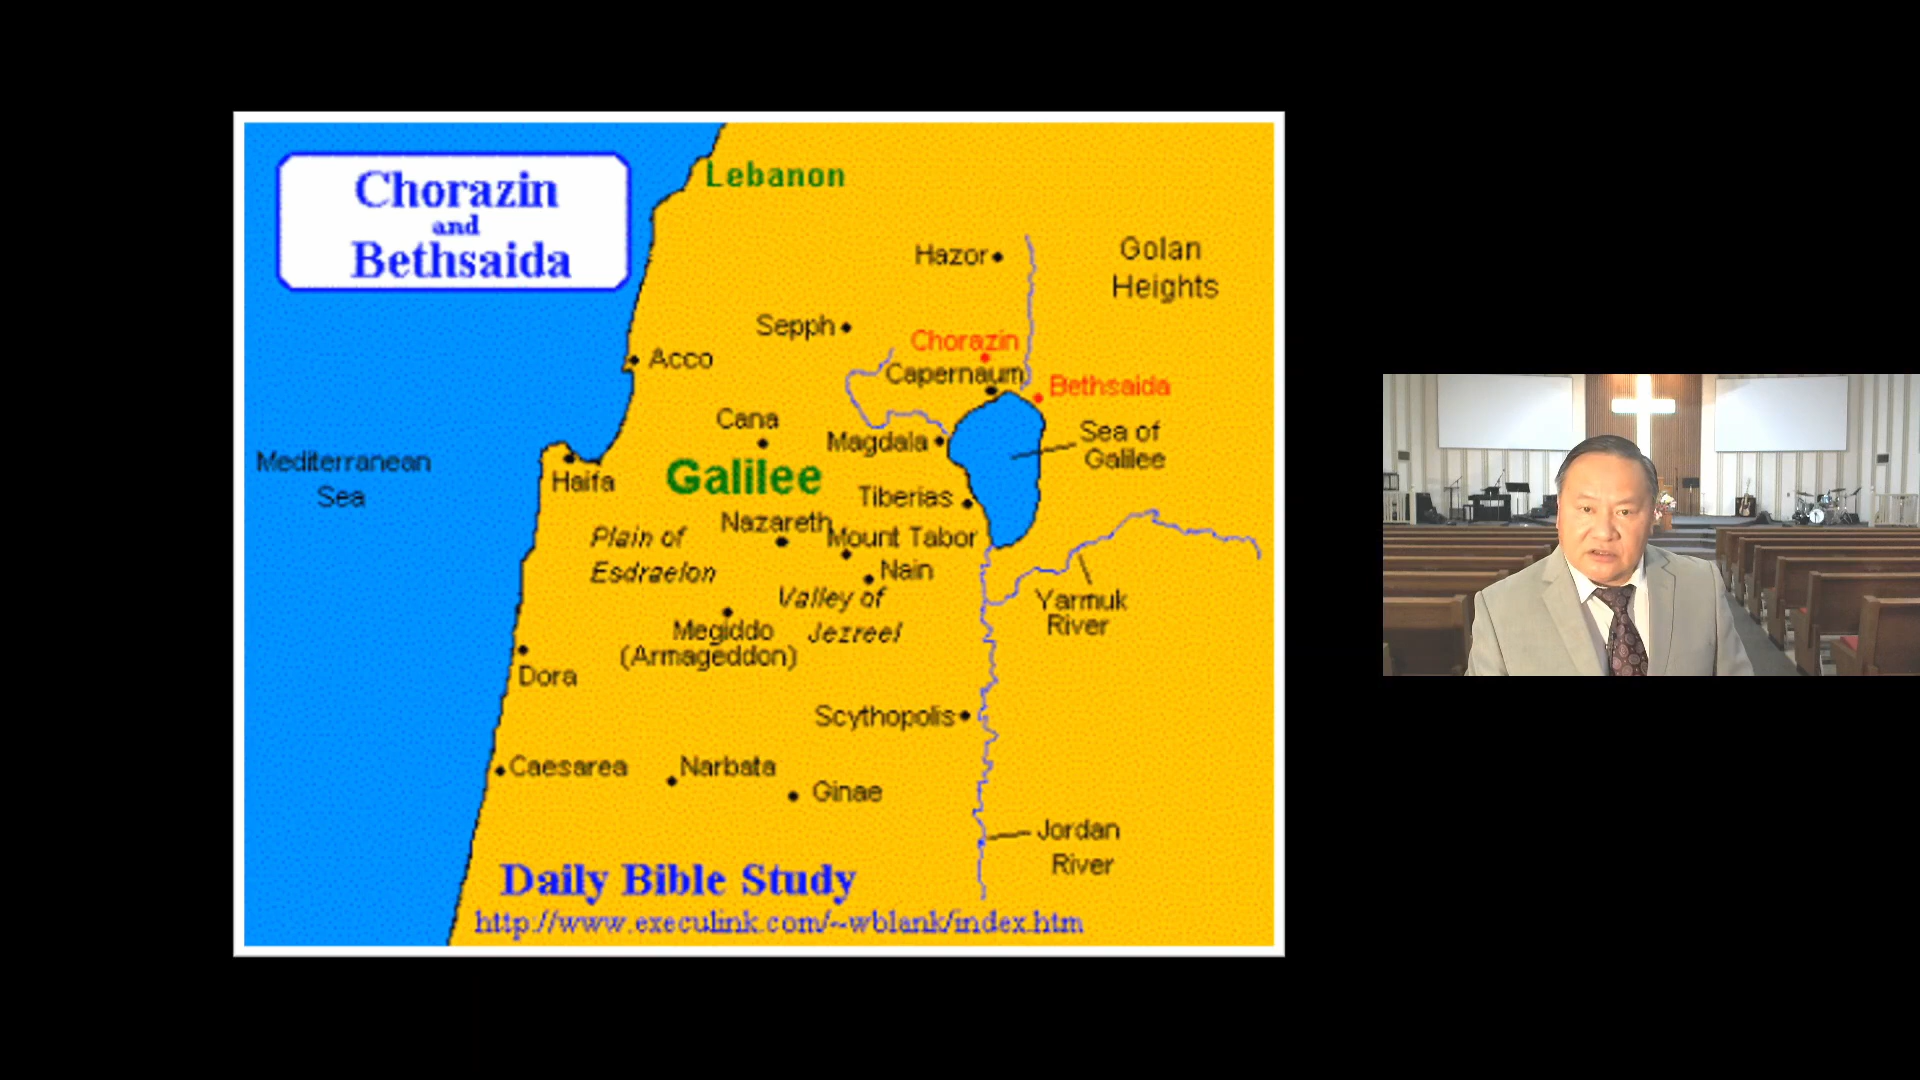 Chorazin
and
Bethsaida
Lebanon
Hazor
Golan
Heights
Sepph
Chorazin
Acco
Capernaum
Bethsaida
Cana
Magdala
Sea of
Galilee
Mediterranean
Sea
Haifa
Galilee
Tiberias
Nazareth
Mount Tabor
Plain of
Esdraelon
Nain
Valley of
Jezreel
Yarmuk
River
Megiddo
(Armageddon)
Dora
Scythopolis
Caesarea
Narbata
Ginae
Jordan
River
Daily Bible Study
http://www.execulink.com/~wblank/index.htm